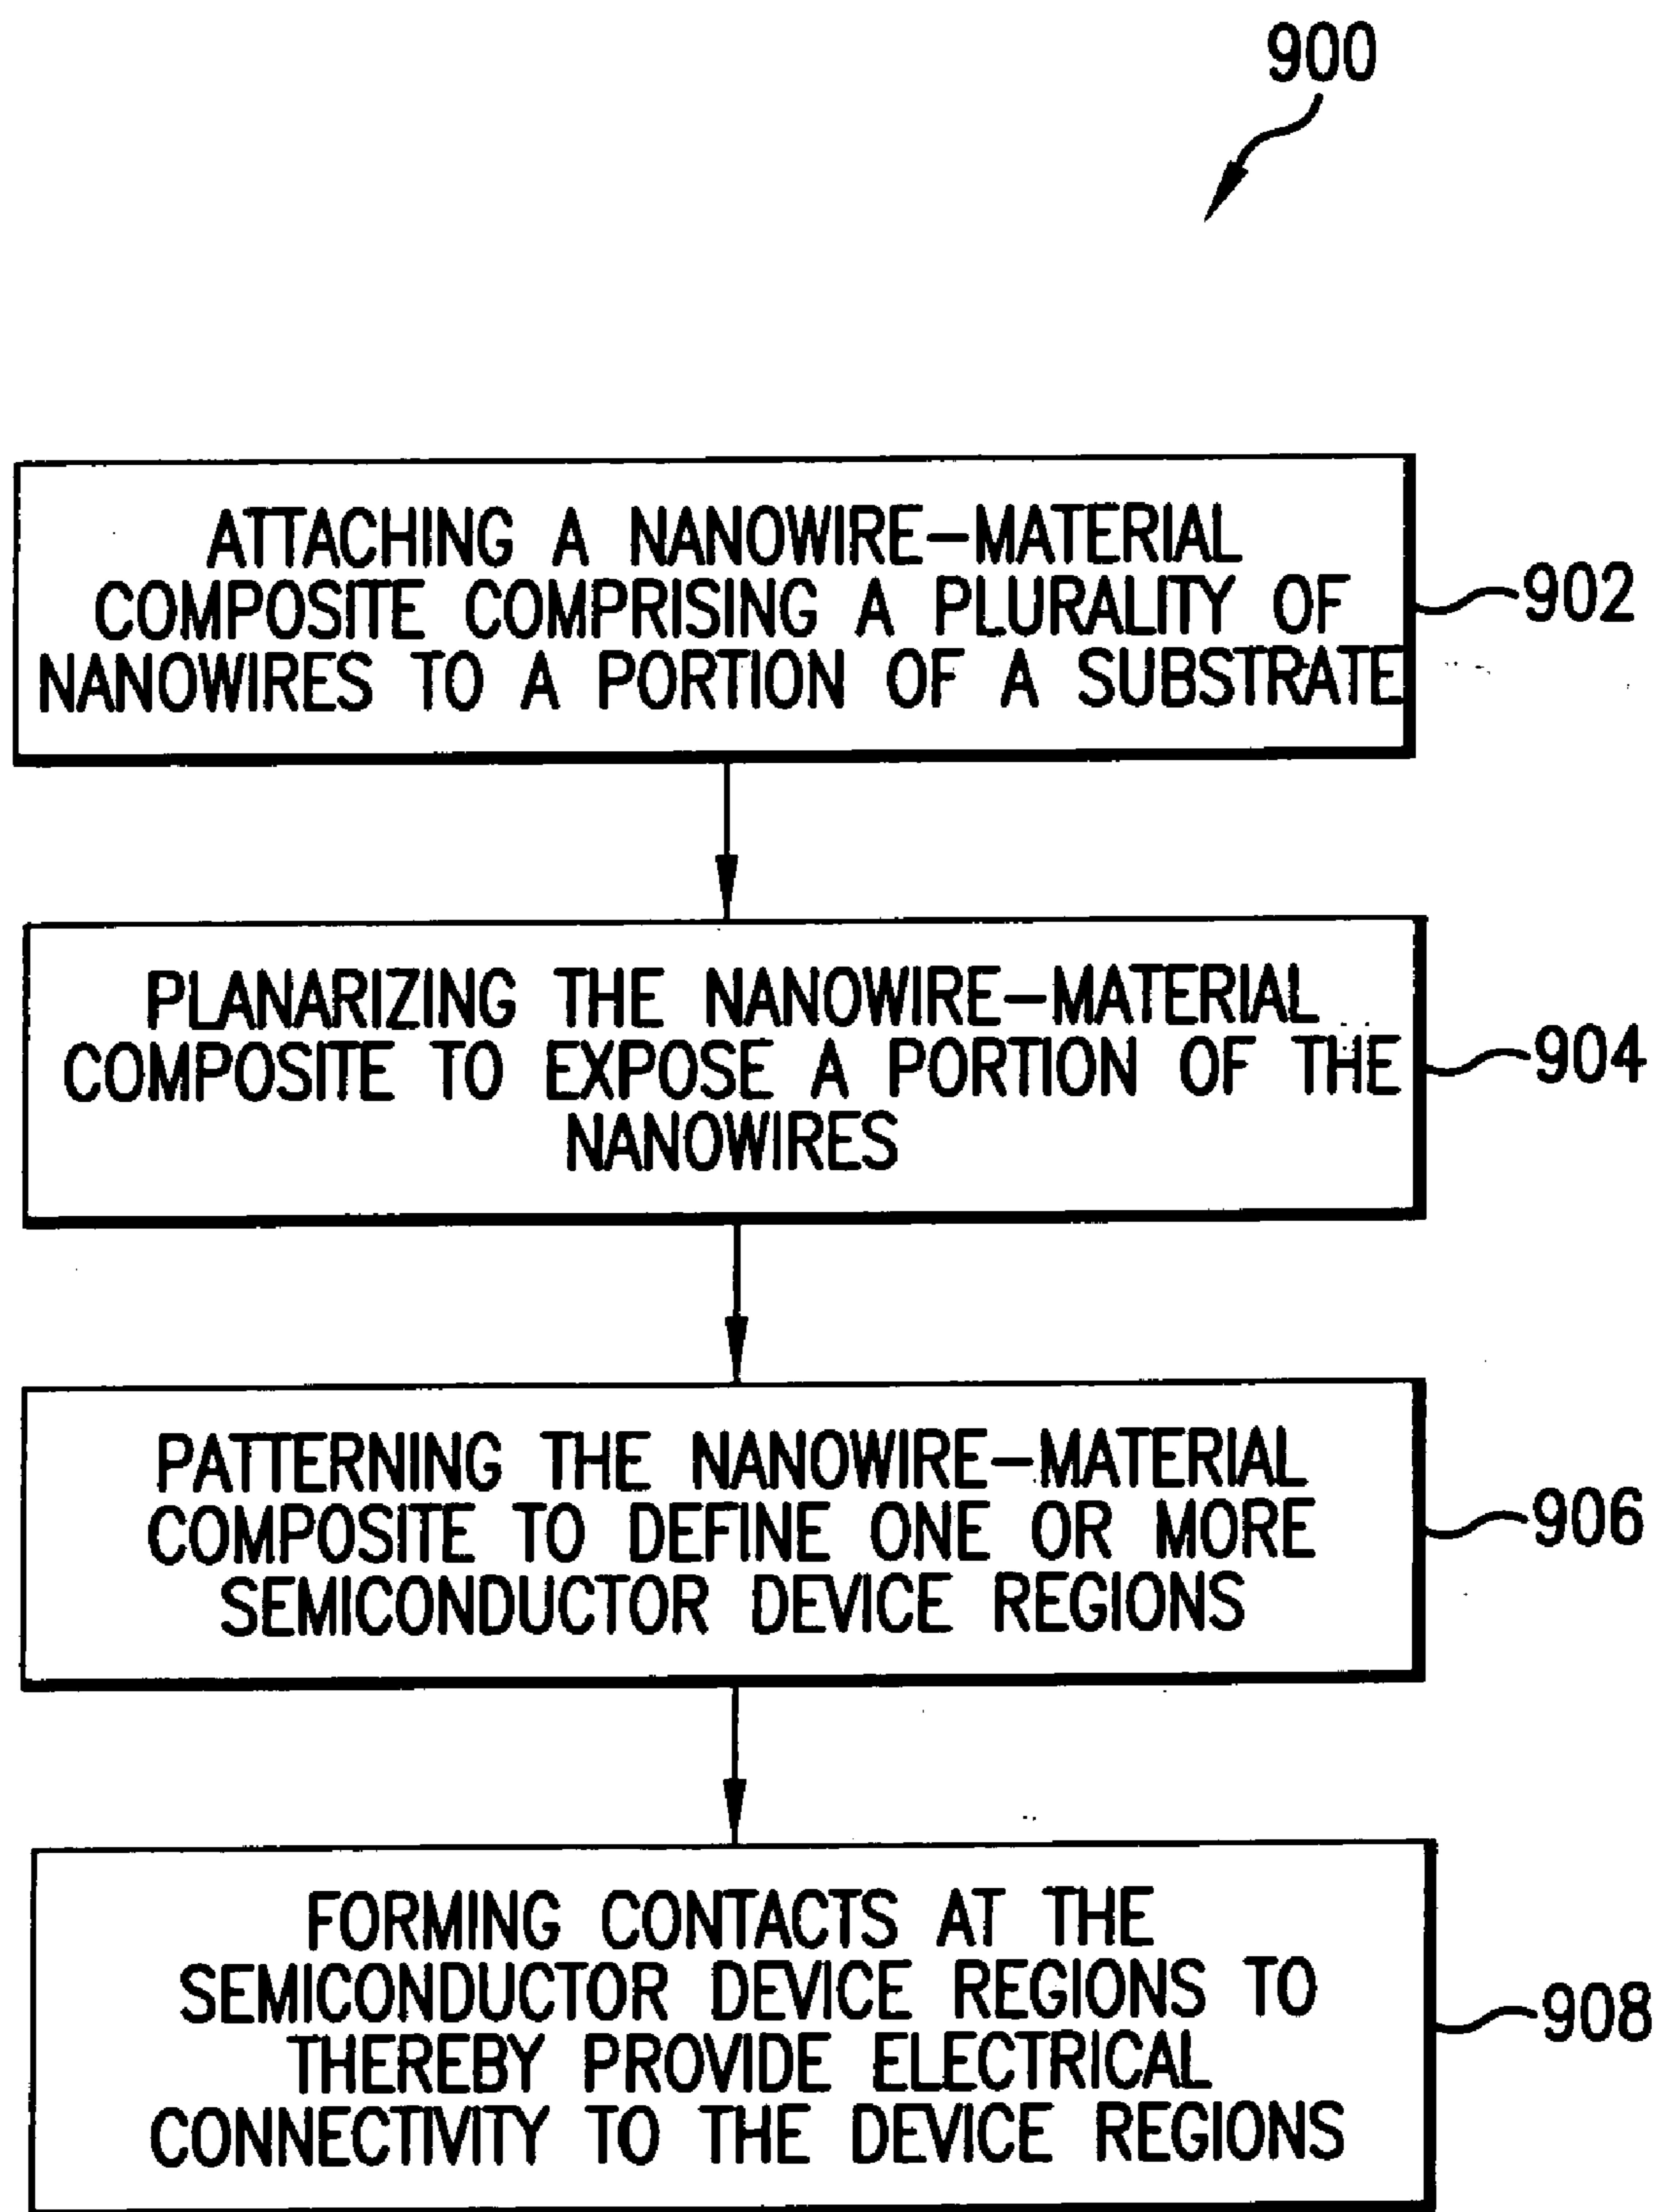 900
ATTACHING A NANOWIRE-MATERIAL
COMPOSITE COMPRISING A PLURALITY OF
NANOWIRES TO A PORTION OF A SUBSTRATE
902
PLANARIZING THE NANOWIRE-MATERIAL
COMPOSITE TO EXPOSE A PORTION OF THE
NANOWIRES
904
PATTERNING THE NANOWIRE-MATERIAL
COMPOSITE TO DEFINE ONE OR MORE
SEMICONDUCTOR DEVICE REGIONS
906
FORMING CONTACTS AT THE
SEMICONDUCTOR DEVICE REGIONS TO
THEREBY PROVIDE ELECTRICAL
CONNECTIVITY TO THE DEVICE REGIONS
908